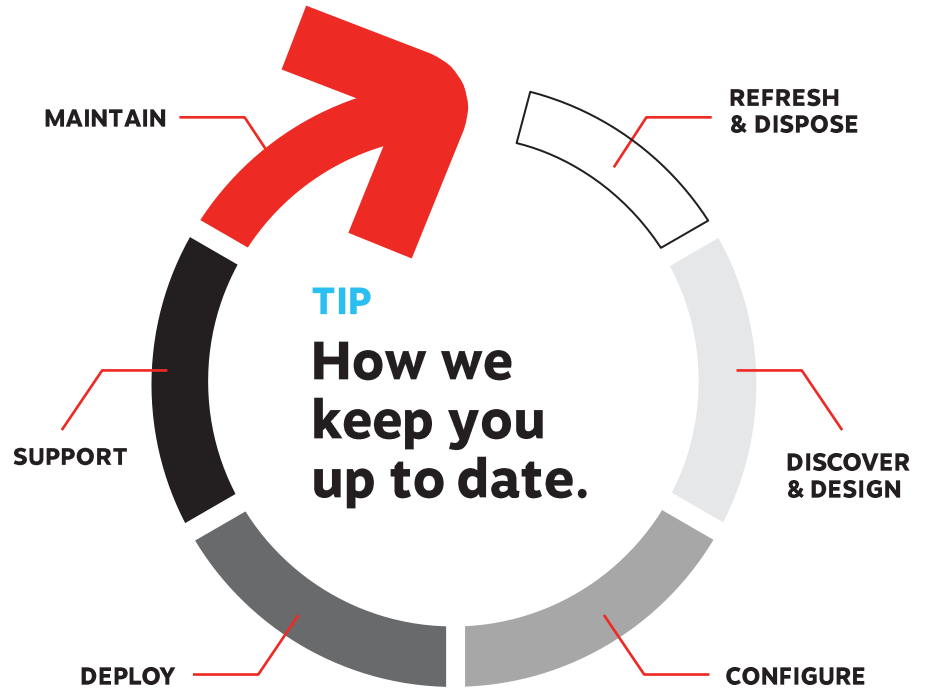 MAINTAIN
REFRESH
& DISPOSE
TIP
How we
keep you
up to date.
SUPPORT
DISCOVER
& DESIGN
DEPLOY
CONFIGURE